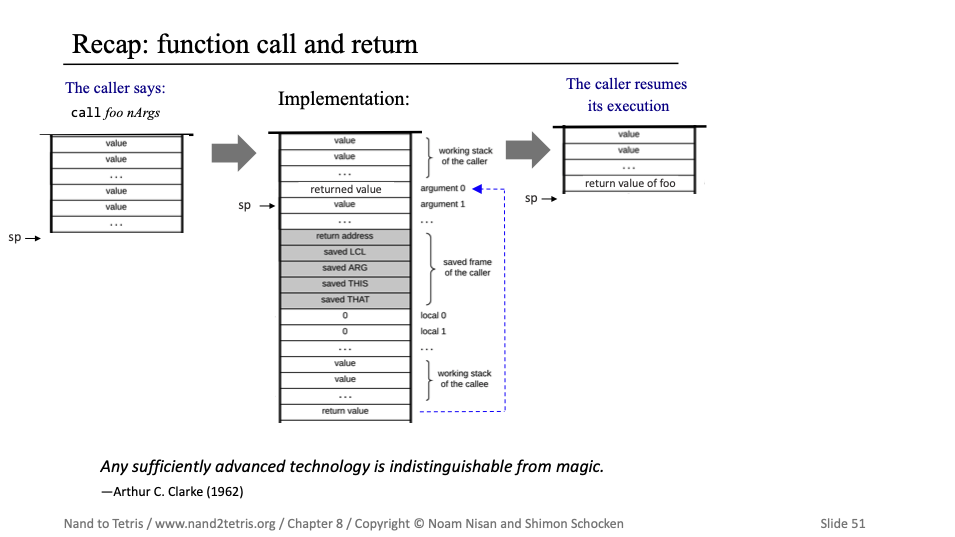 Recap: function call and return
The caller says:
call foo nArgs
value
value
...
value
value
...
sp
Implementation:
value
value
...
returned value
value
...
return address
saved LCL
saved ARG
saved THIS
saved THAT
0
0
...
value
value
...
return value
sp
working stack
of the caller
argument 0
argument 1
...
saved frame
of the caller
local 0
local 1
...
working stack
of the callee
The caller resumes
its execution
value
value
...
return value of foo
sp
Any sufficiently advanced technology is indistinguishable from magic.
—Arthur C. Clarke (1962)
Nand to Tetris / www.nand2tetris.org / Chapter 8 / Copyright © Noam Nisan and Shimon Schocken
Slide 51